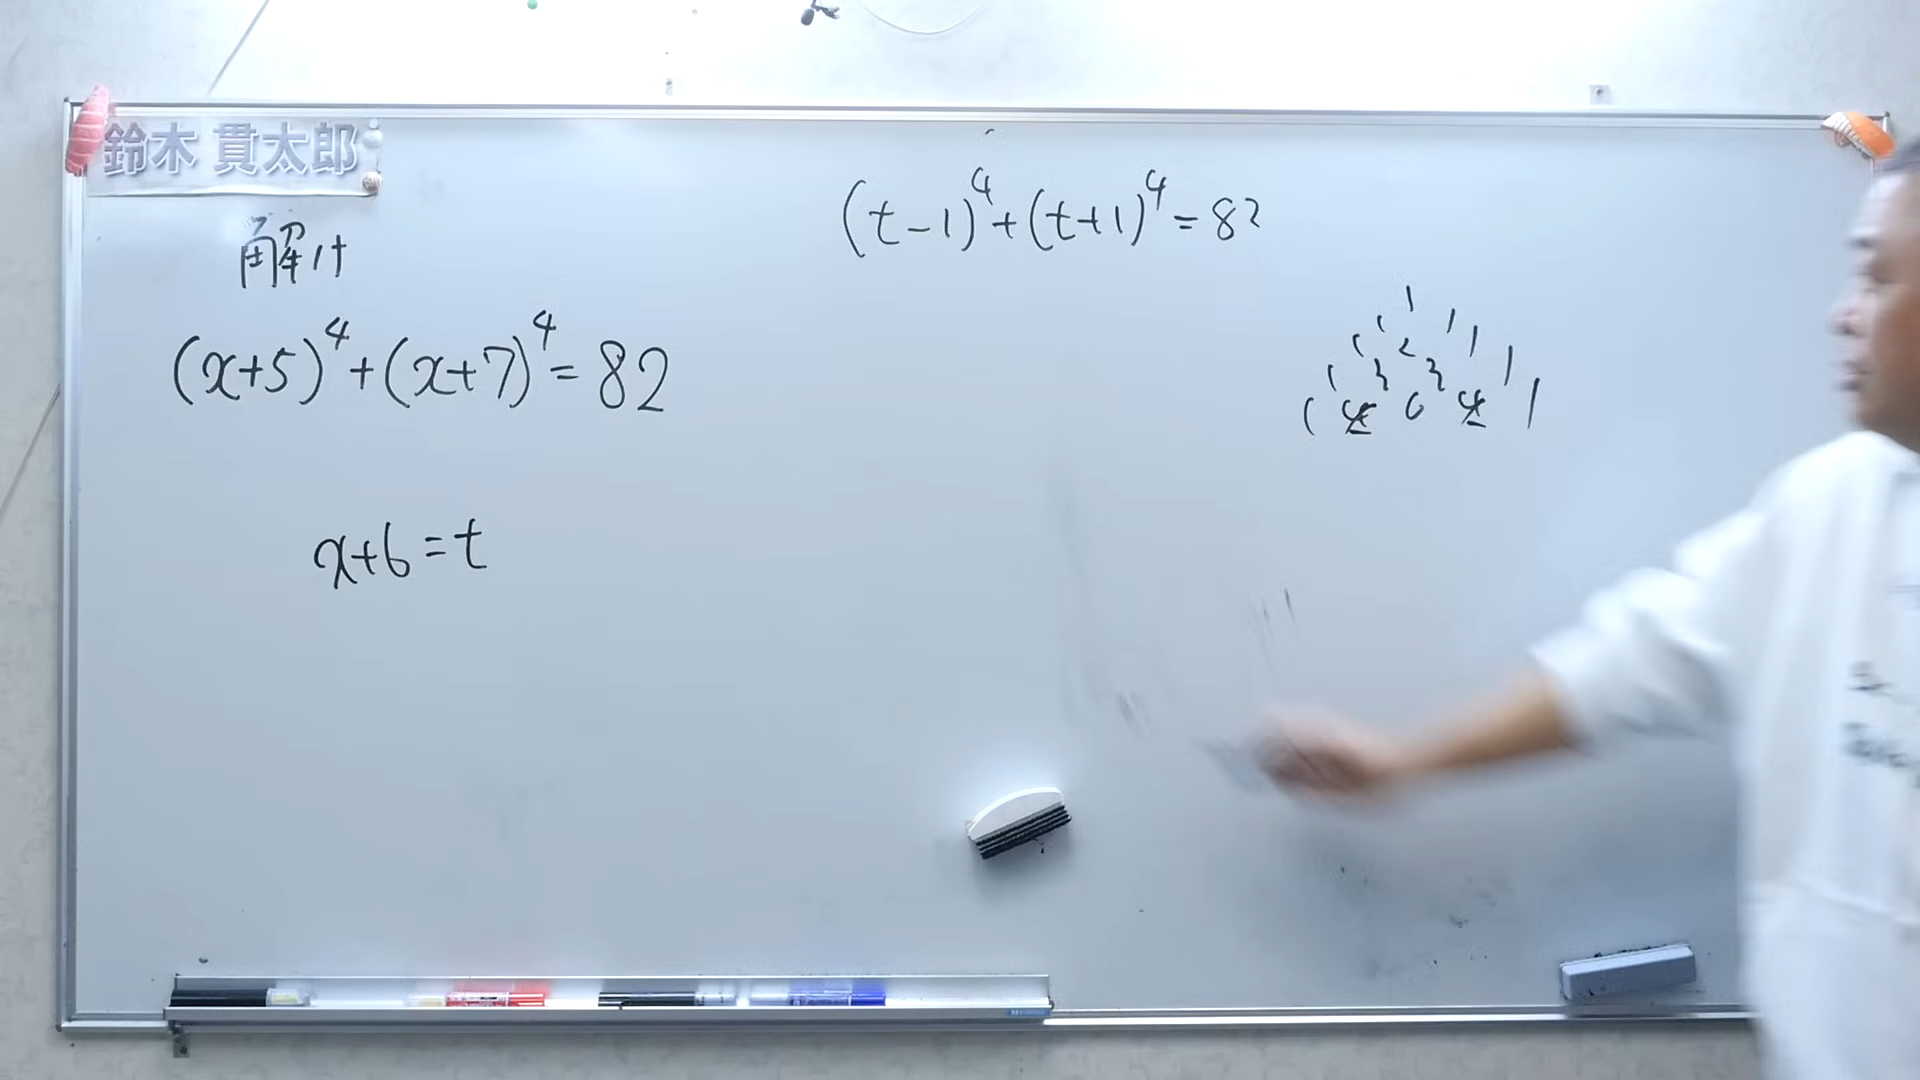 鈴木 貫太郎
解け
(x+5)⁴+(x+7)⁴=82
x+6=t
(t-1)⁴+(t+1)⁴=82
1
1 1
1 2 1
1 3 3 1
1 4 6 4 1